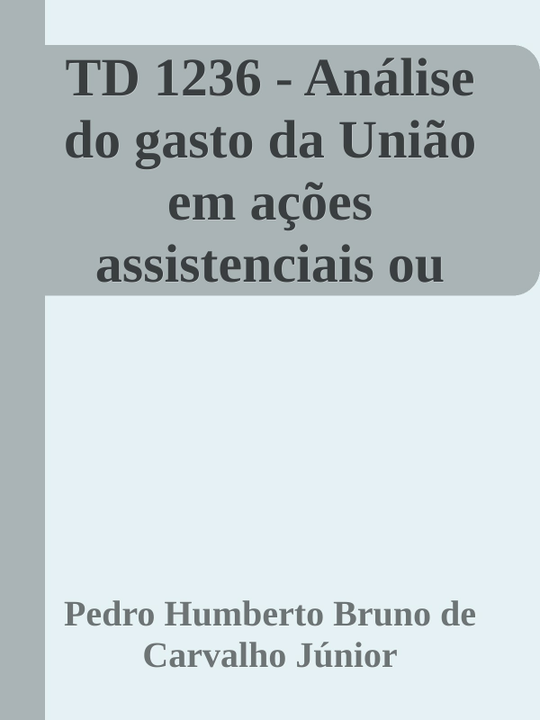 TD 1236 - Análise
do gasto da União
em ações
assistenciais ou
Pedro Humberto Bruno de
Carvalho Júnior